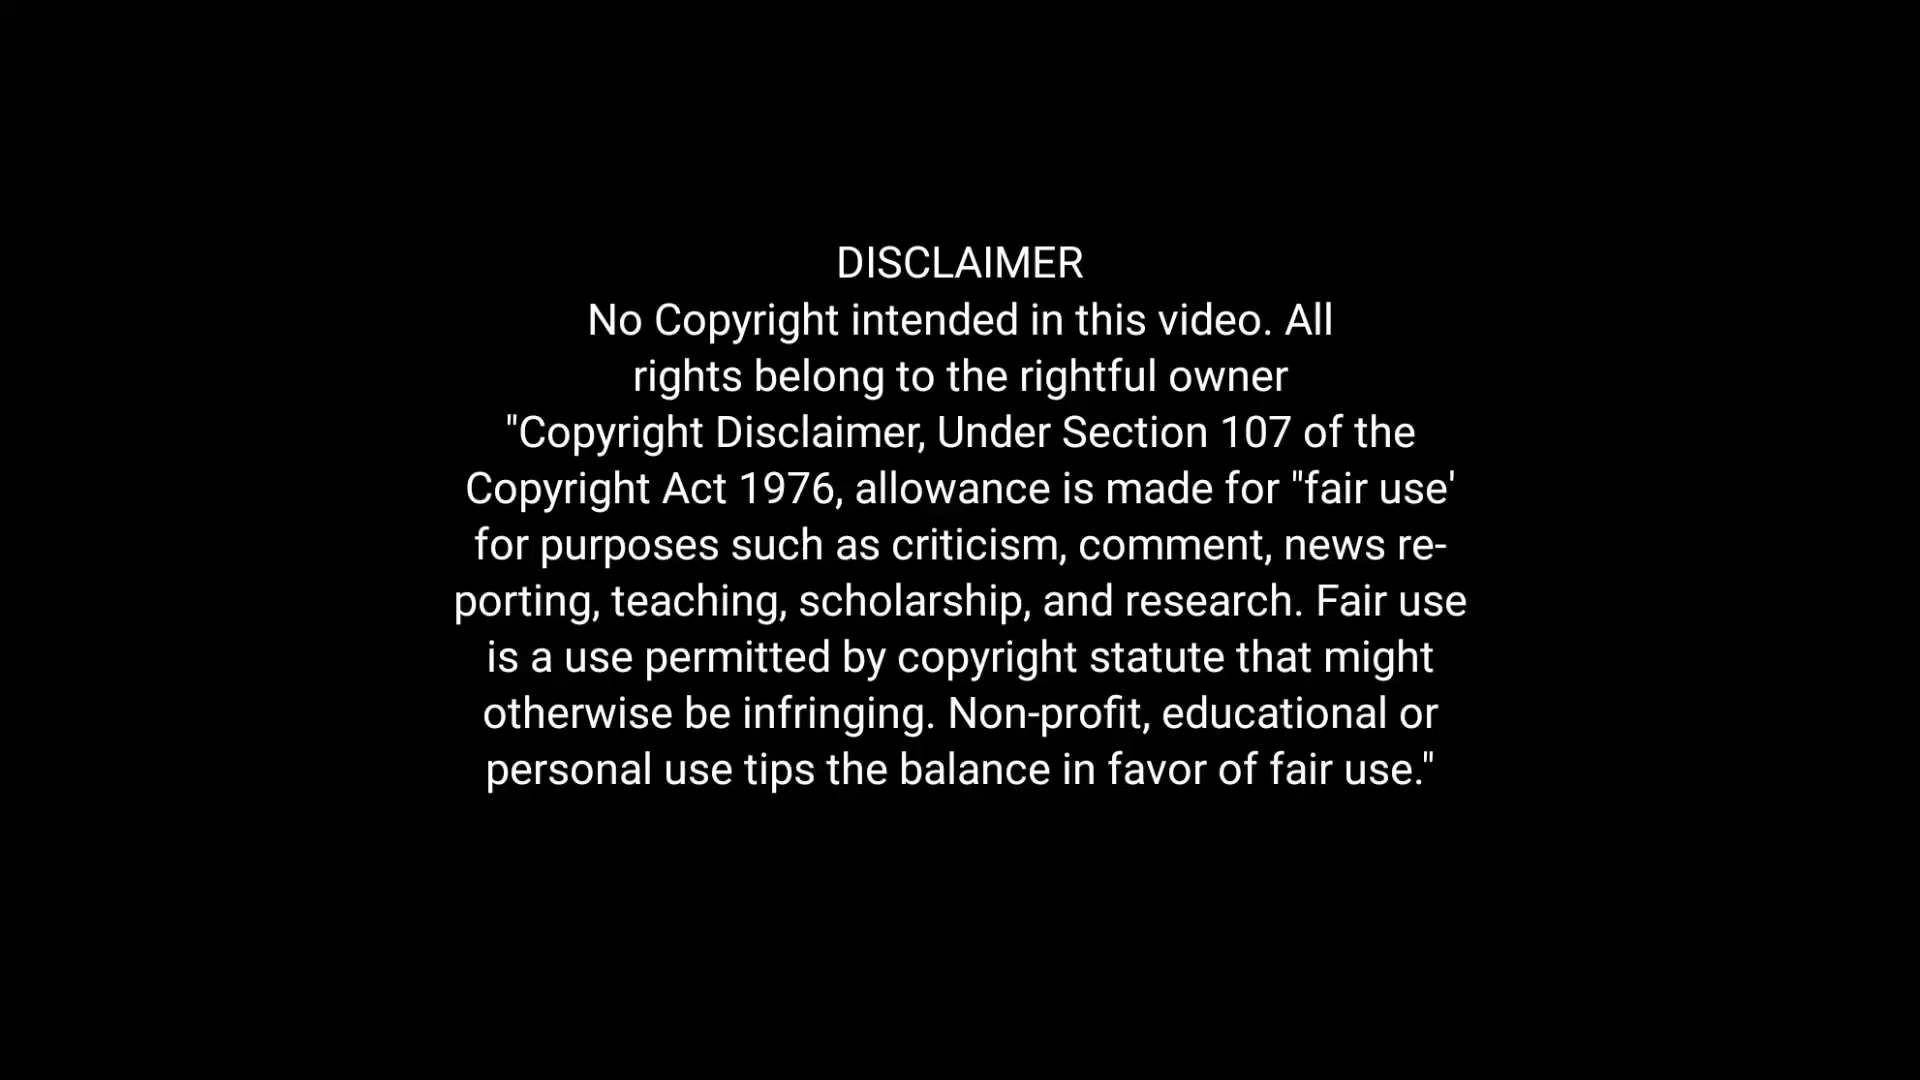 DISCLAIMER
No Copyright intended in this video. All
rights belong to the rightful owner
"Copyright Disclaimer, Under Section 107 of the
Copyright Act 1976, allowance is made for "fair use'
for purposes such as criticism, comment, news re-
porting, teaching, scholarship, and research. Fair use
is a use permitted by copyright statute that might
otherwise be infringing. Non-profit, educational or
personal use tips the balance in favor of fair use."